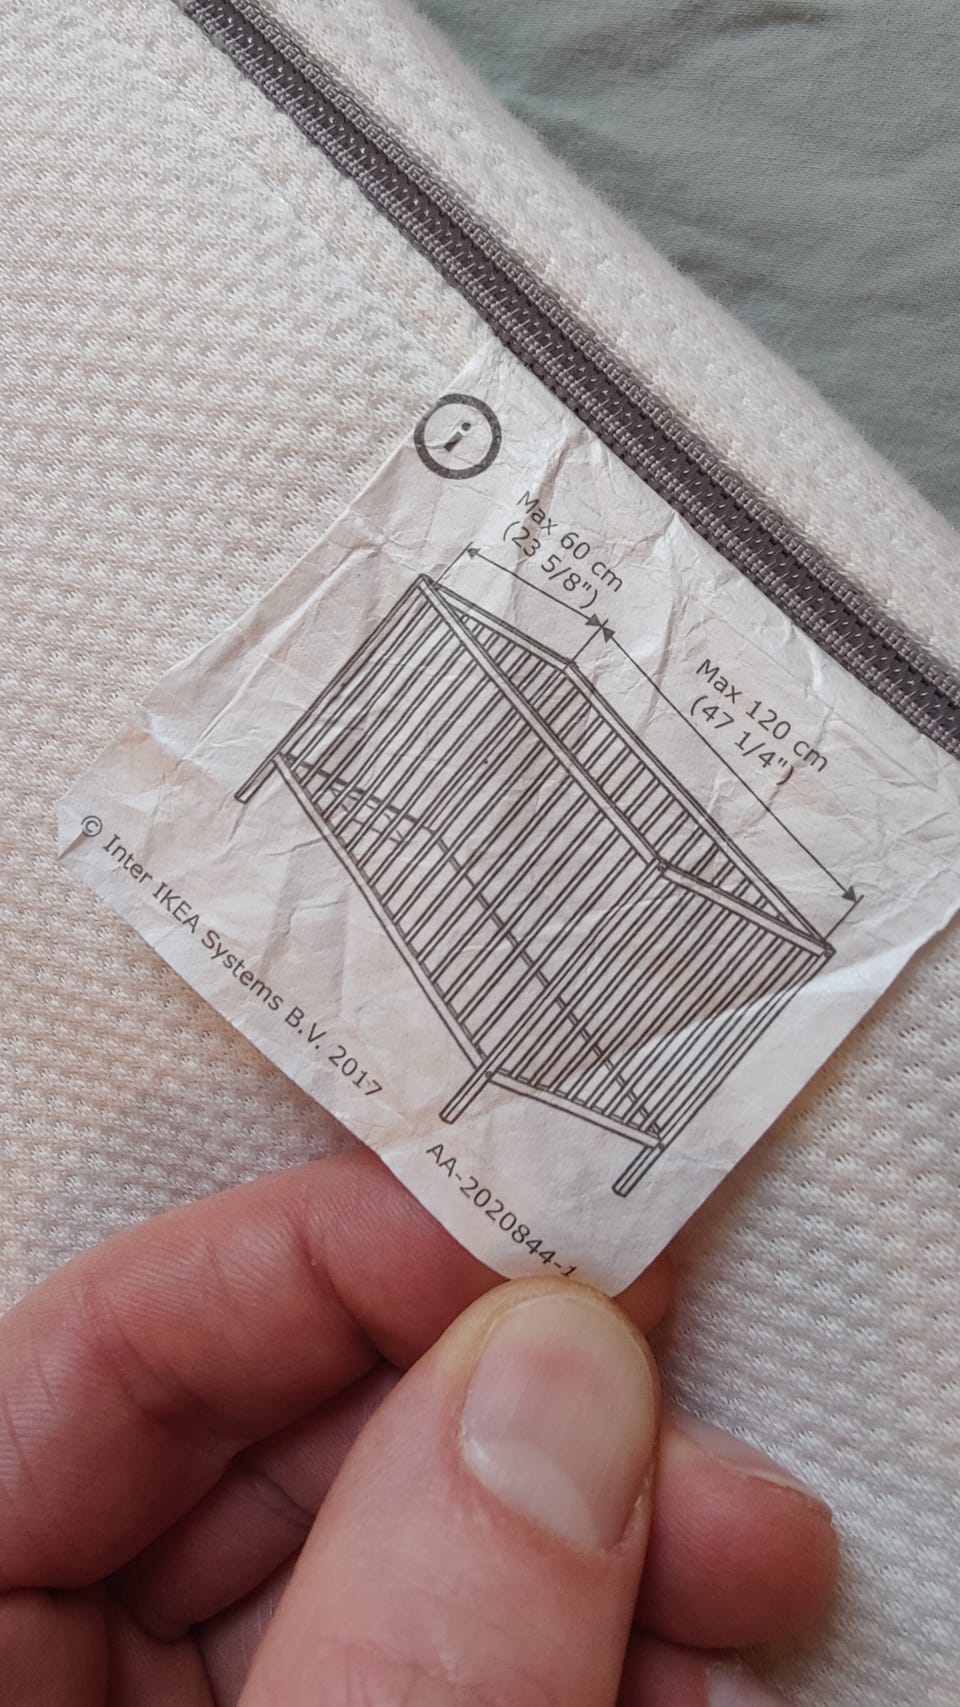 i
Max 60 cm
(23 5/8")
Max 120 cm
(47 1/4")
© Inter IKEA Systems B.V. 2017
AA-2020844-1